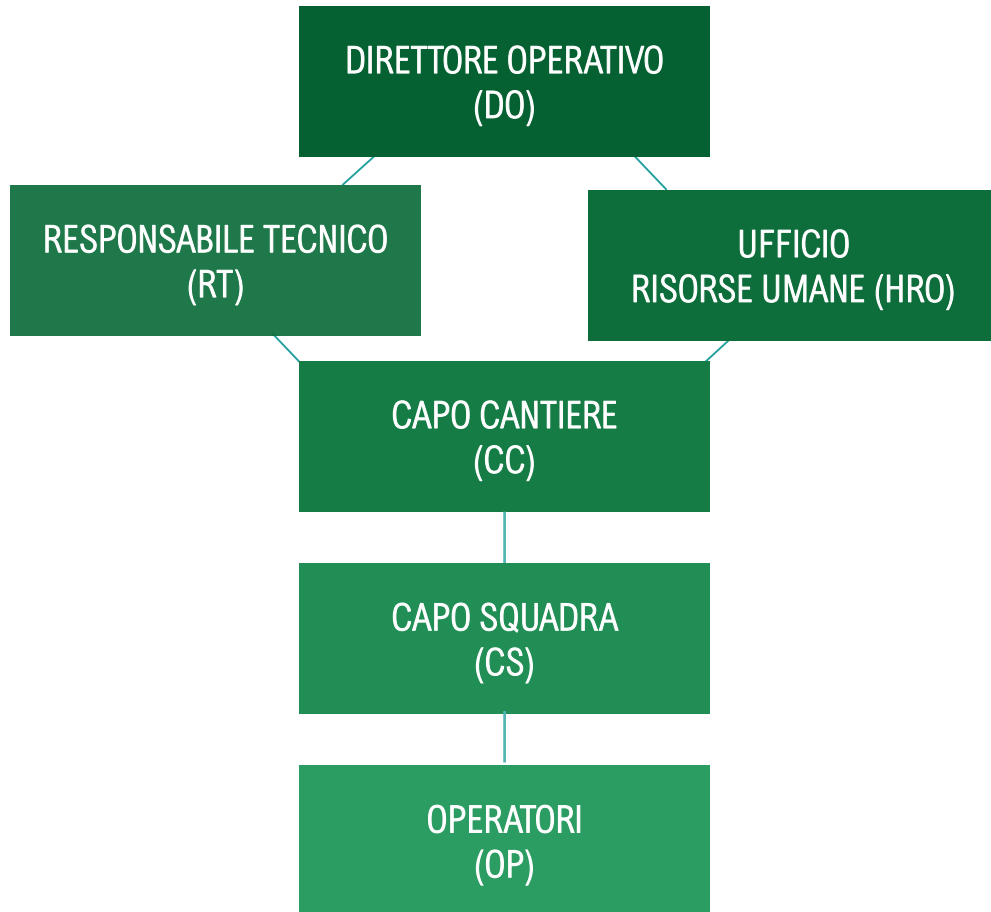 DIRETTORE OPERATIVO
(DO)
RESPONSABILE TECNICO
(RT)
UFFICIO
RISORSE UMANE (HRO)
CAPO CANTIERE
(CC)
CAPO SQUADRA
(CS)
OPERATORI
(OP)